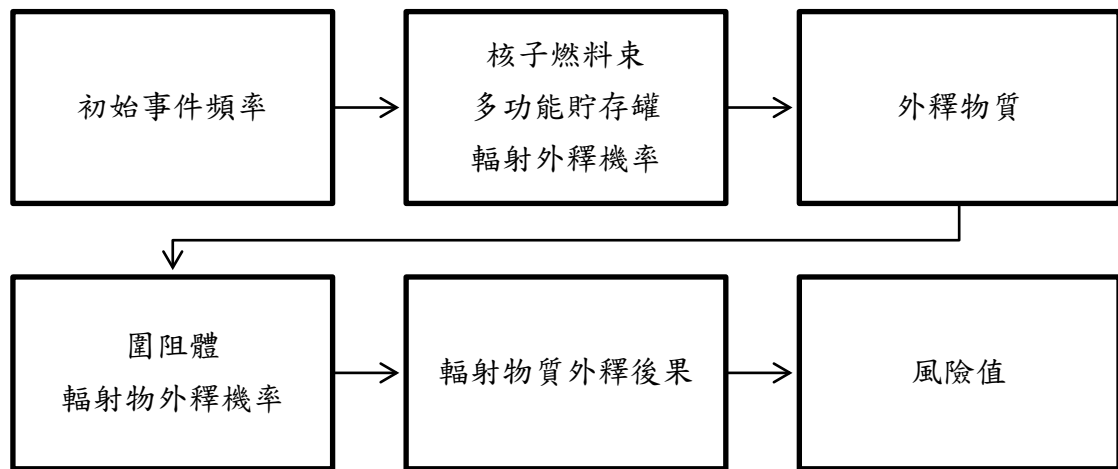 初始事件頻率
核子燃料束
多功能貯存罐
輻射外釋機率
外釋物質
圍阻體
輻射物外釋機率
輻射物質外釋後果
風險值